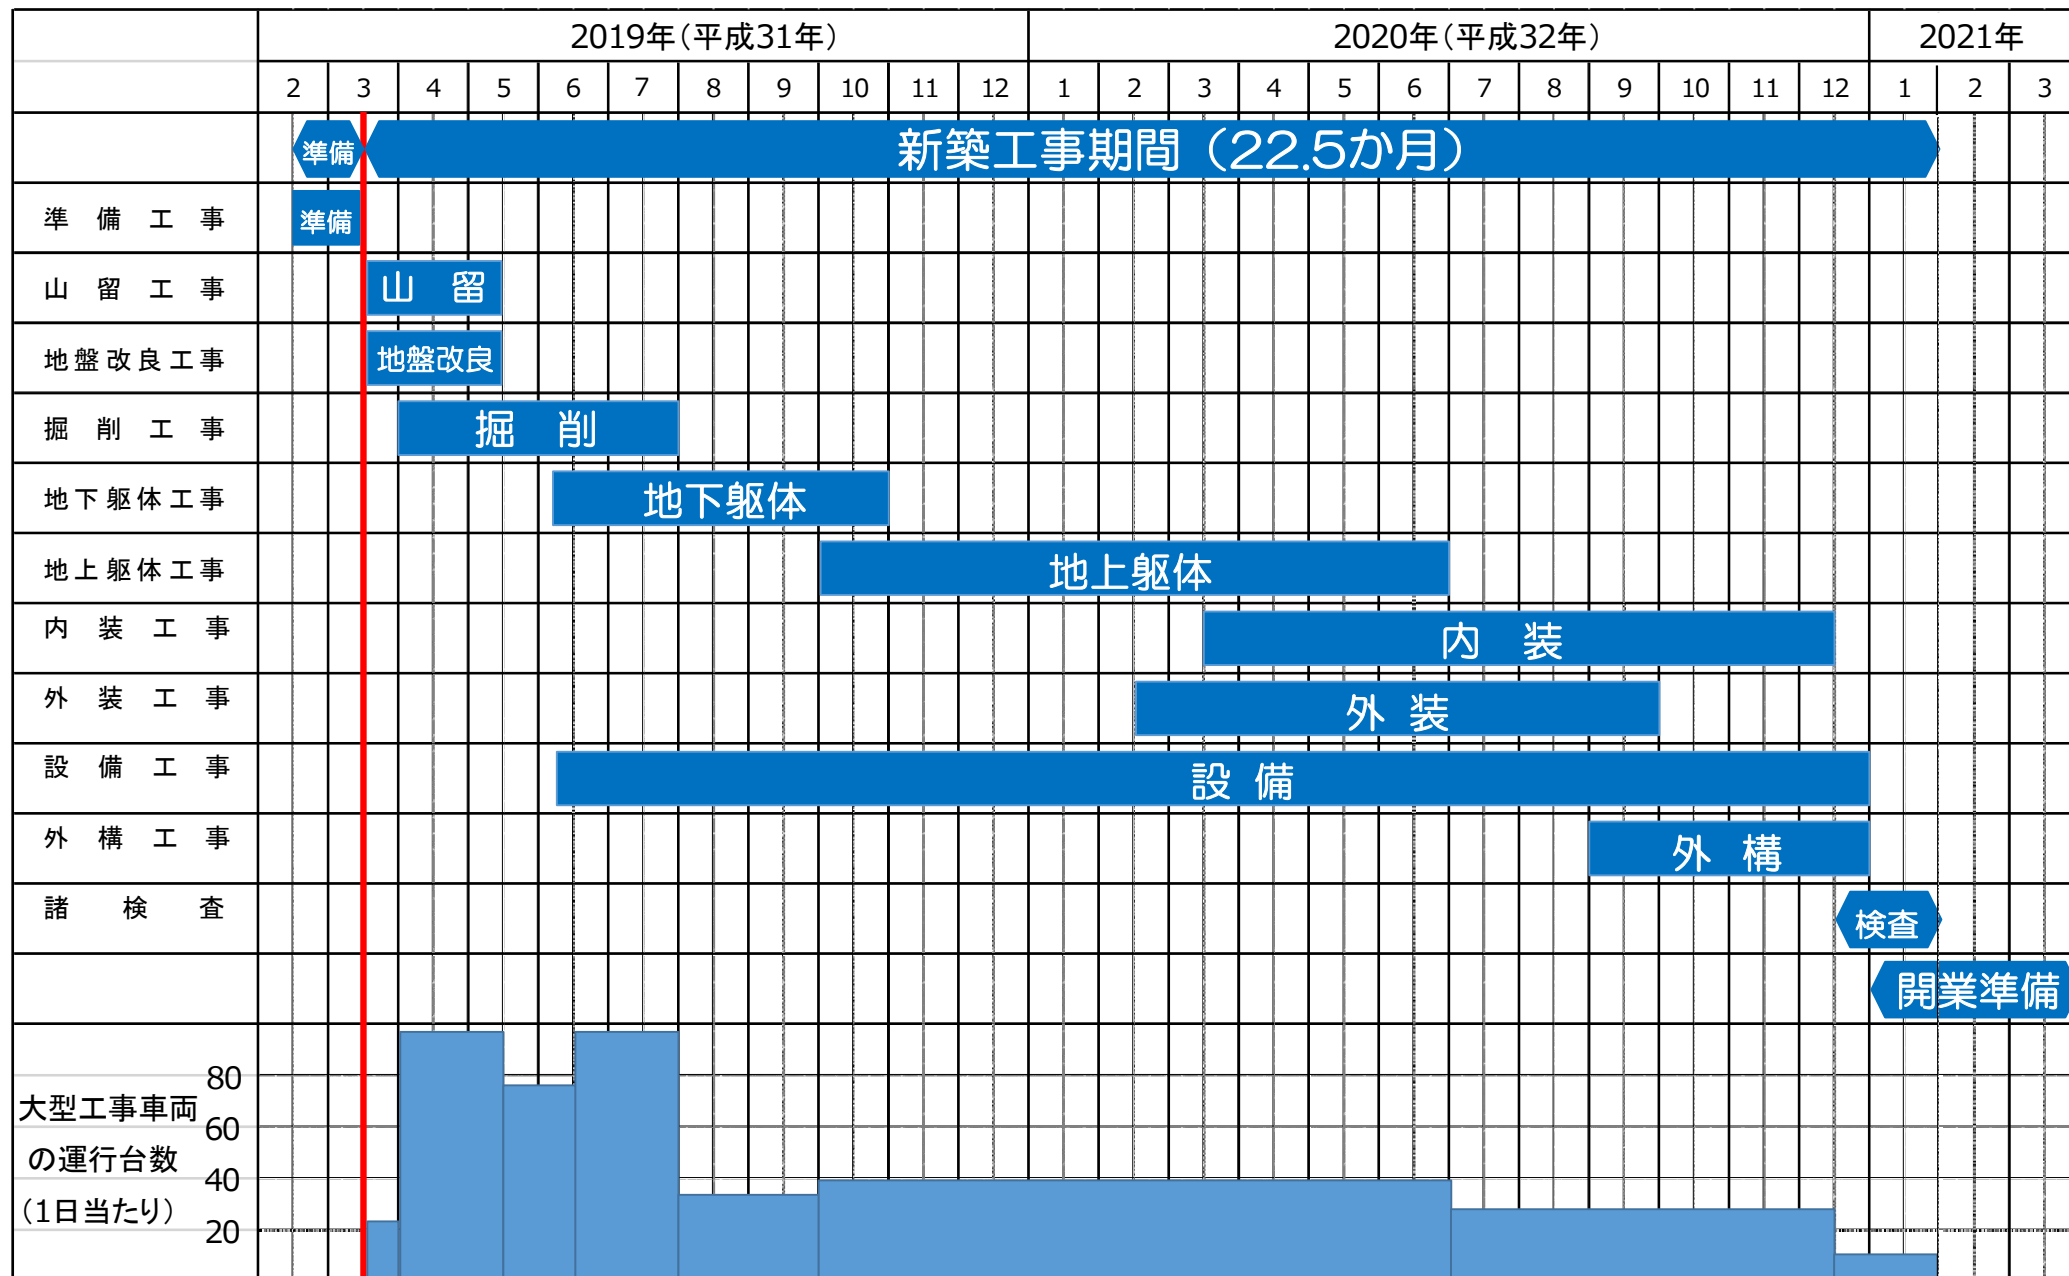 2019年(平成31年) 2020年(平成32年) 2021年
2 3 4 5 6 7 8 9 10 11 12 1 2 3 4 5 6 7 8 9 10 11 12 1 2 3
準備 新築工事期間（22.5か月）
準備工事 準備
山留工事 山 留
地盤改良工事 地盤改良
掘削工事 掘 削
地下躯体工事 地下躯体
地上躯体工事 地上躯体
内装工事 内 装
外装工事 外 装
設備工事 設 備
外構工事 外 構
諸検査 検査
開業準備
80
大型工事車両
60
の運行台数
40
（1日当たり）
20